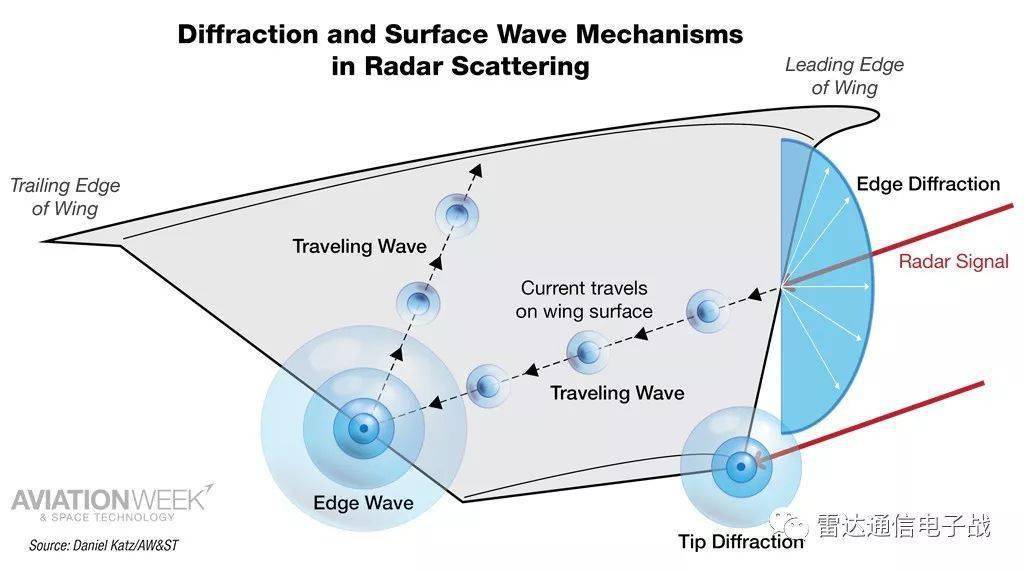 Diffraction and Surface Wave Mechanisms
in Radar Scattering
Leading Edge
of Wing
Trailing Edge
of Wing
Edge Diffraction
Traveling Wave
Radar Signal
Current travels
on wing surface
Traveling Wave
Edge Wave
AVIATIONWEEK
& SPACE TECHNOLOGY
Source: Daniel Katz/AW&ST
Tip Diffraction
雷达通信电子战